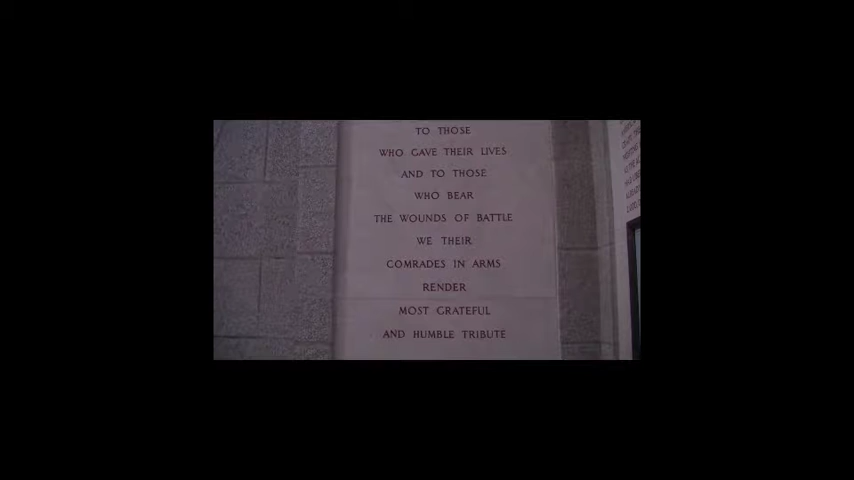 TO THOSE
WHO GAVE THEIR LIVES
AND TO THOSE
WHO BEAR
THE WOUNDS OF BATTLE
WE THEIR
COMRADES IN ARMS
RENDER
MOST GRATEFUL
AND HUMBLE TRIBUTE